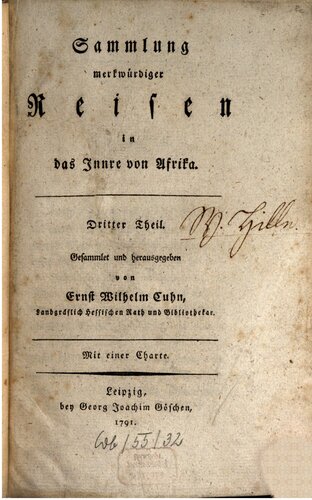 Sammlung
merkwürdiger
Reisen
in
das Innre von Afrika.
Dritter Theil.
Gesammlet und herausgegeben
von
Ernst Wilhelm Cuhn,
Landgräflich Hessischen Rath und Bibliothekar.
Mit einer Charte.
Leipzig,
bey Georg Joachim Göschen,
1791.